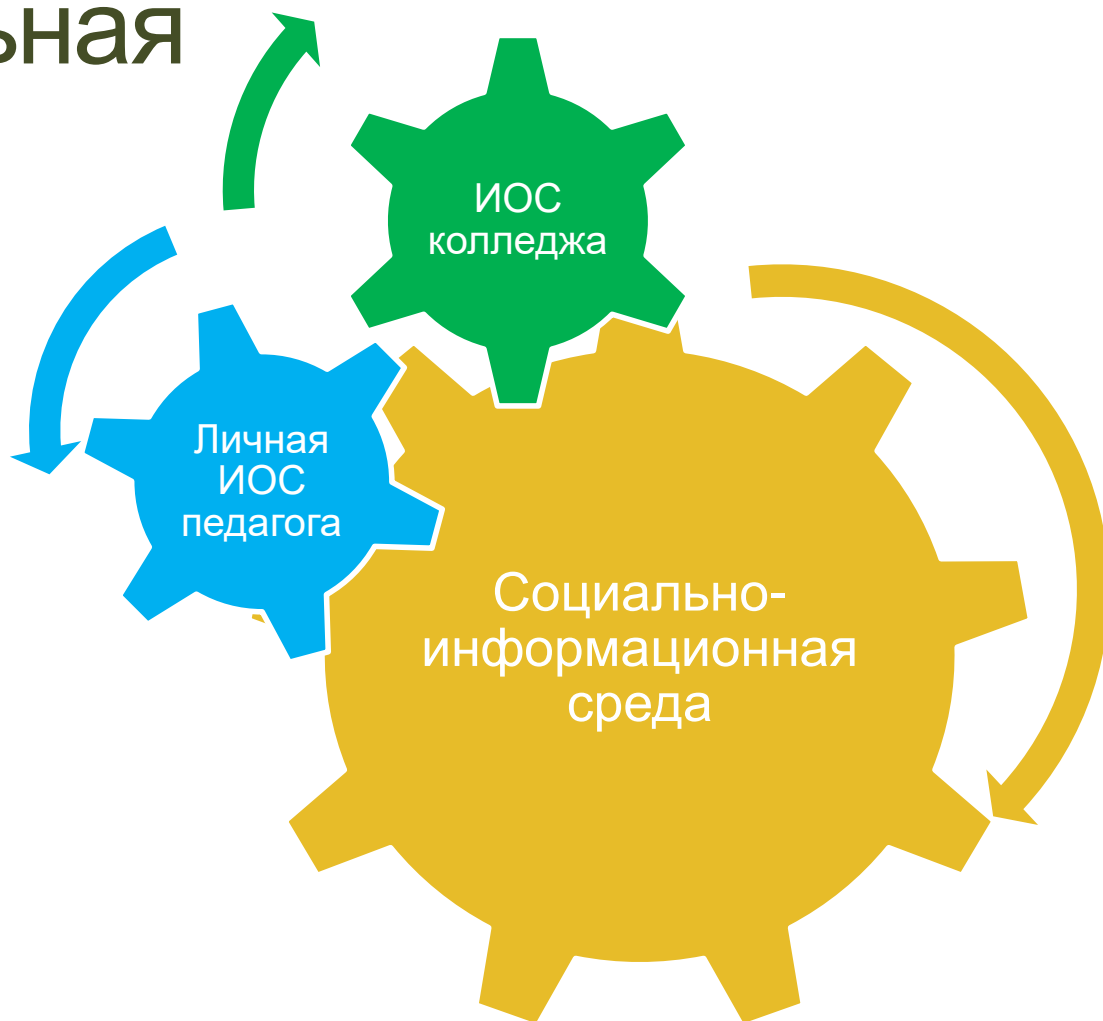 ьная
ИОС
колледжа
Личная
ИОС
педагога
Социально-
информационная
среда